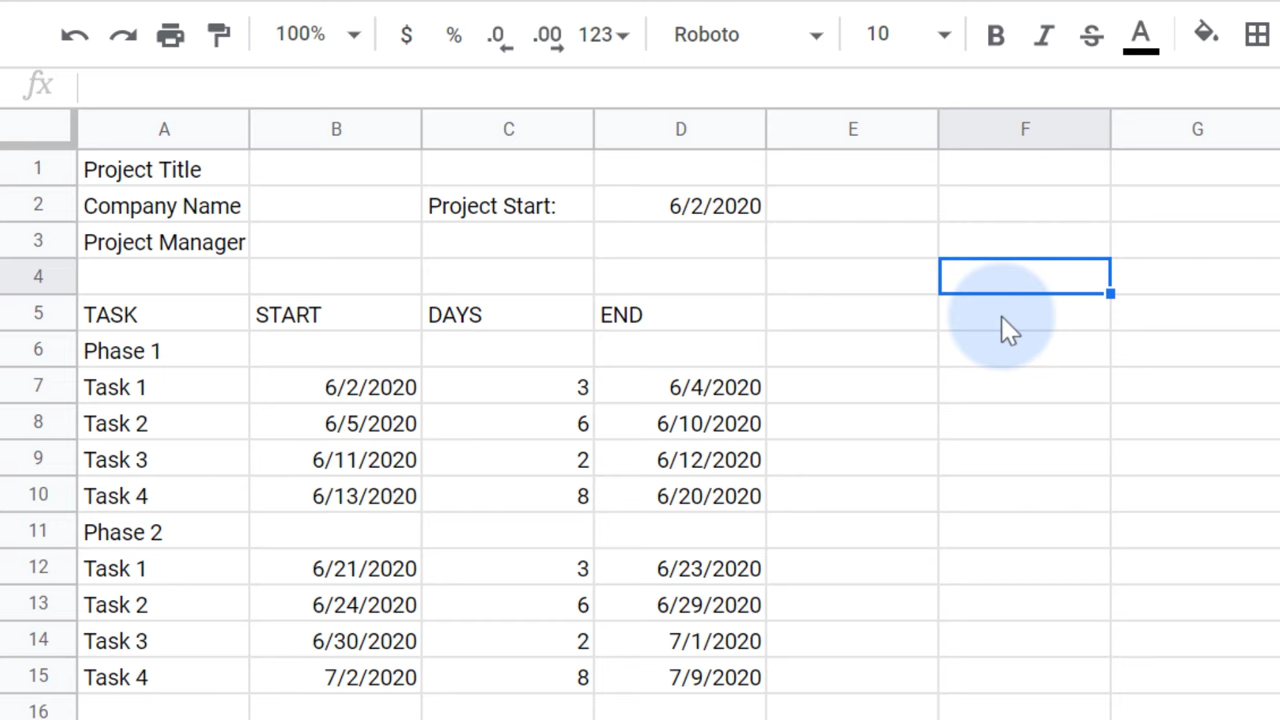 100% $ % .0 .00 123 Roboto 10 B I S A
fx
A B C D E F G
1 Project Title
2 Company Name Project Start: 6/2/2020
3 Project Manager
4
5 TASK START DAYS END
6 Phase 1
7 Task 1 6/2/2020 3 6/4/2020
8 Task 2 6/5/2020 6 6/10/2020
9 Task 3 6/11/2020 2 6/12/2020
10 Task 4 6/13/2020 8 6/20/2020
11 Phase 2
12 Task 1 6/21/2020 3 6/23/2020
13 Task 2 6/24/2020 6 6/29/2020
14 Task 3 6/30/2020 2 7/1/2020
15 Task 4 7/2/2020 8 7/9/2020
16